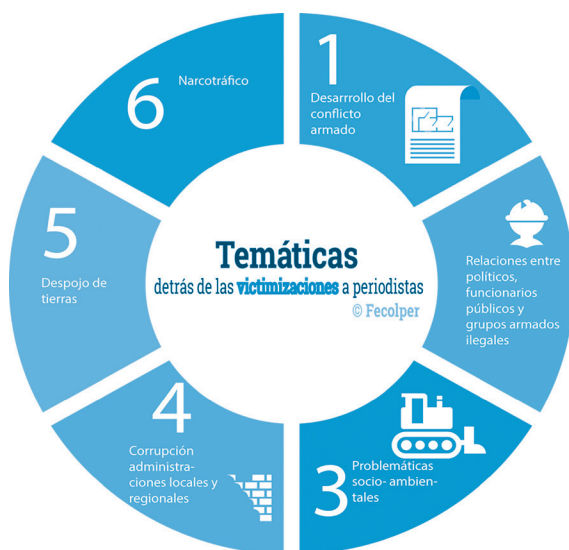 Temáticas
detrás de las victimizaciones a periodistas
© Fecolper
1
Desarrrollo del
conflicto
armado
Relaciones entre
políticos,
funcionarios
públicos y
grupos armados
ilegales
3
Problemáticas
socio- ambien-
tales
4
Corrupción
administra-
ciones locales y
regionales
5
Despojo de
tierras
6
Narcotráfico